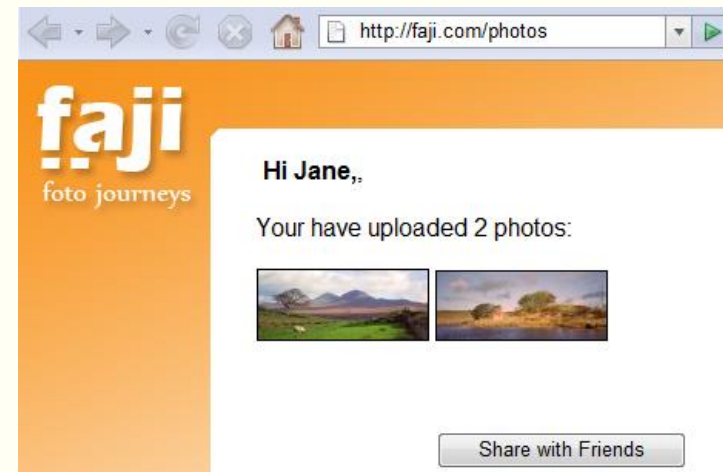 http://faji.com/photos
faji
foto journeys
Hi Jane,.
Your have uploaded 2 photos:
Share with Friends